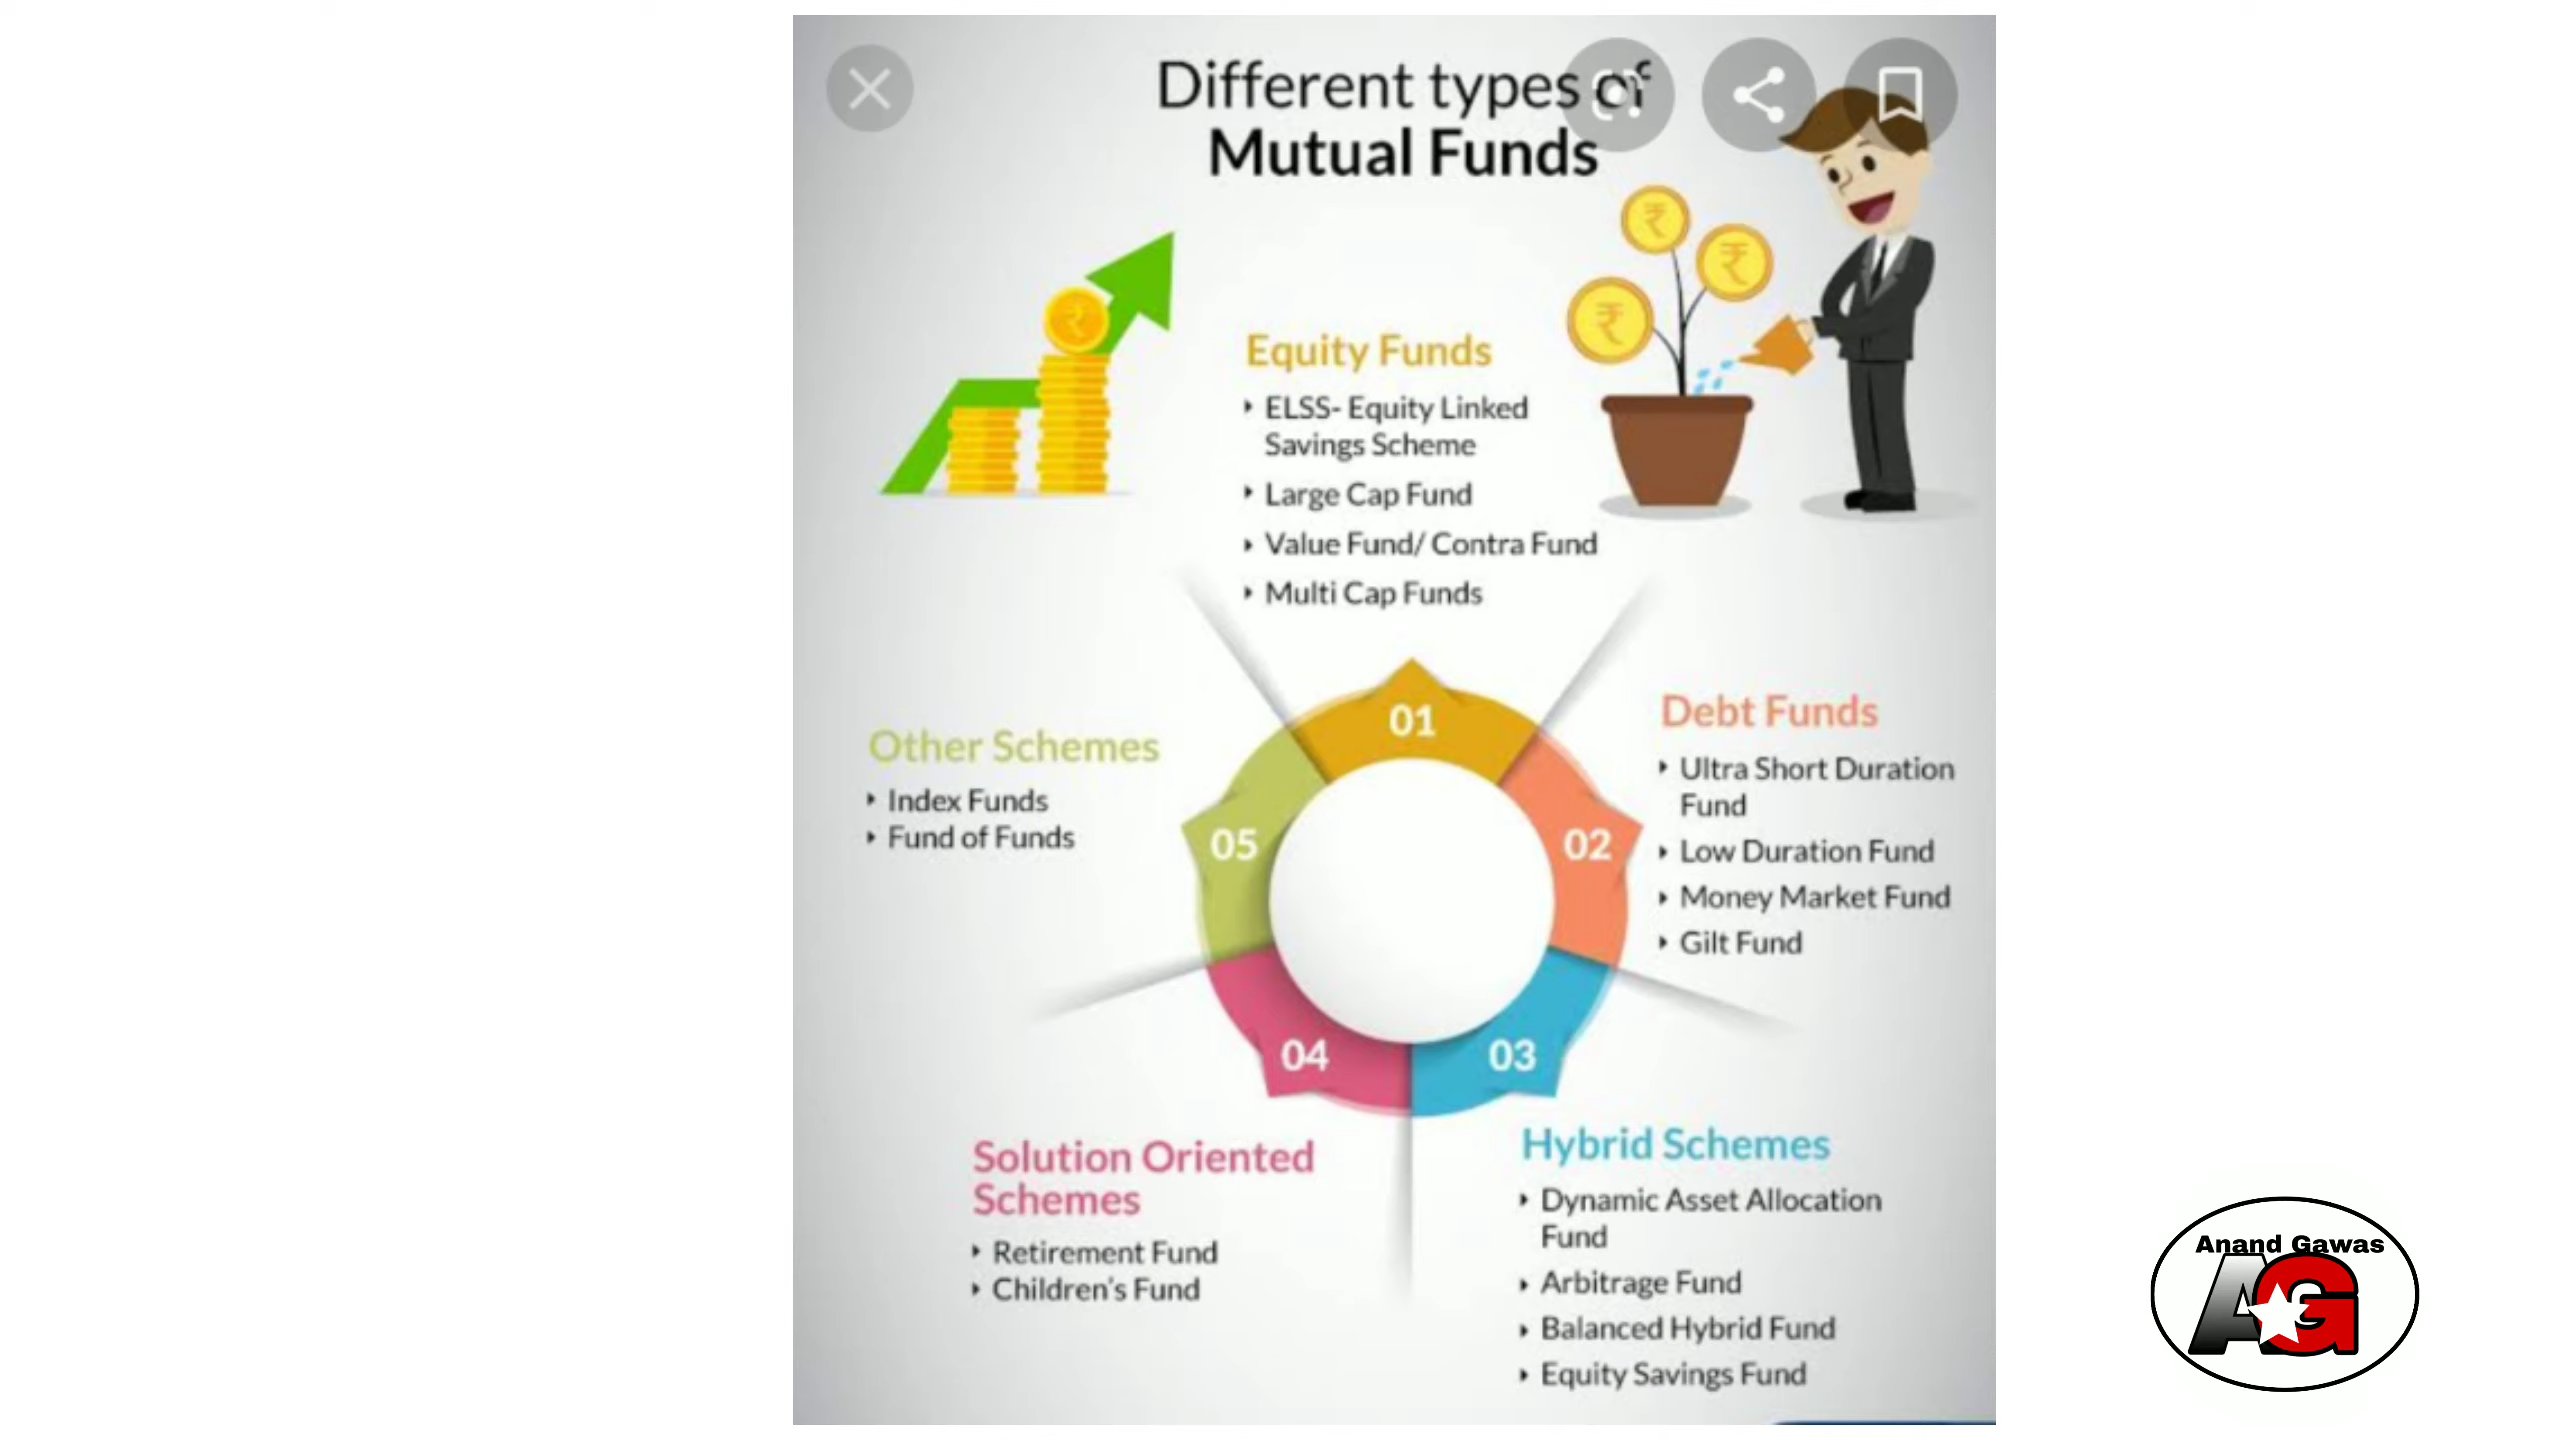 Different types of
Mutual Funds
Equity Funds
ELSS- Equity Linked
Savings Scheme
Large Cap Fund
Value Fund/ Contra Fund
Multi Cap Funds
01
Debt Funds
Ultra Short Duration
Fund
Low Duration Fund
Money Market Fund
Gilt Fund
02
Hybrid Schemes
Dynamic Asset Allocation
Fund
Arbitrage Fund
Balanced Hybrid Fund
Equity Savings Fund
03
Solution Oriented
Schemes
Retirement Fund
Children's Fund
04
Other Schemes
Index Funds
Fund of Funds
05
₹
₹
₹
₹
Anand Gawas
AG